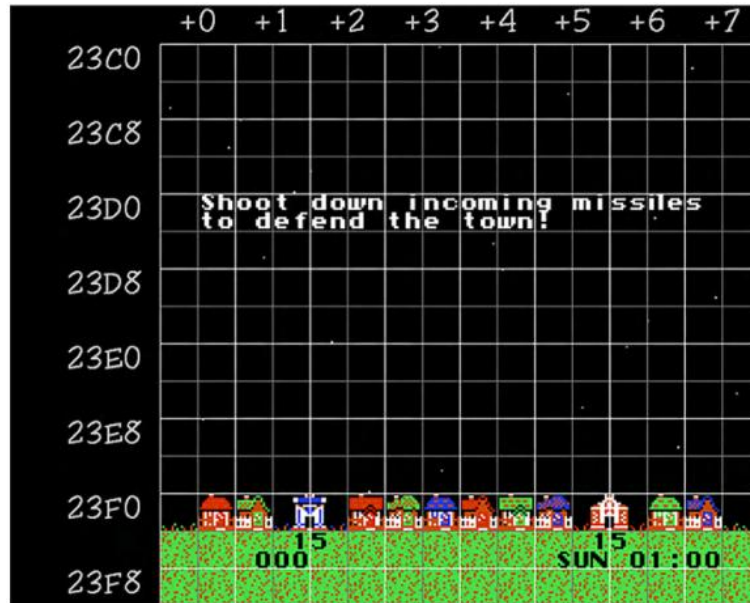 +0 +1 +2 +3 +4 +5 +6 +7
23C0
23C8
23D0
Shoot down incoming missiles
to defend the town!
23D8
23E0
23E8
23F0
15 15
000 SUN 01:00
23F8